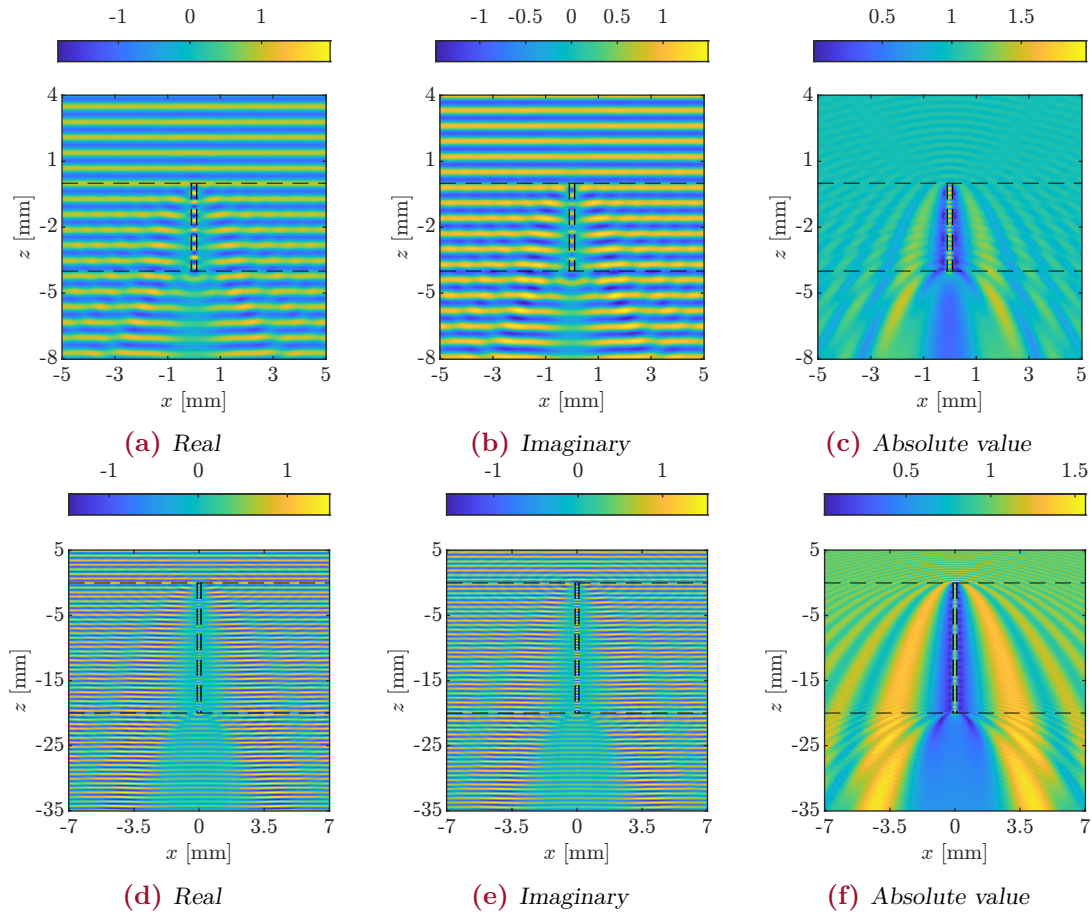 -1 0 1
-1 -0.5 0 0.5 1
0.5 1 1.5
4
1
-2
-5
-8
z [mm]
-5 -3 -1 1 3 5
x [mm]
4
1
-2
-5
-8
z [mm]
-5 -3 -1 1 3 5
x [mm]
4
1
-2
-5
-8
z [mm]
-5 -3 -1 1 3 5
x [mm]
(a) Real
(b) Imaginary
(c) Absolute value
-1 0 1
-1 0 1
0.5 1 1.5
5
-5
-15
-25
-35
z [mm]
-7 -3.5 0 3.5 7
x [mm]
5
-5
-15
-25
-35
z [mm]
-7 -3.5 0 3.5 7
x [mm]
5
-5
-15
-25
-35
z [mm]
-7 -3.5 0 3.5 7
x [mm]
(d) Real
(e) Imaginary
(f) Absolute value